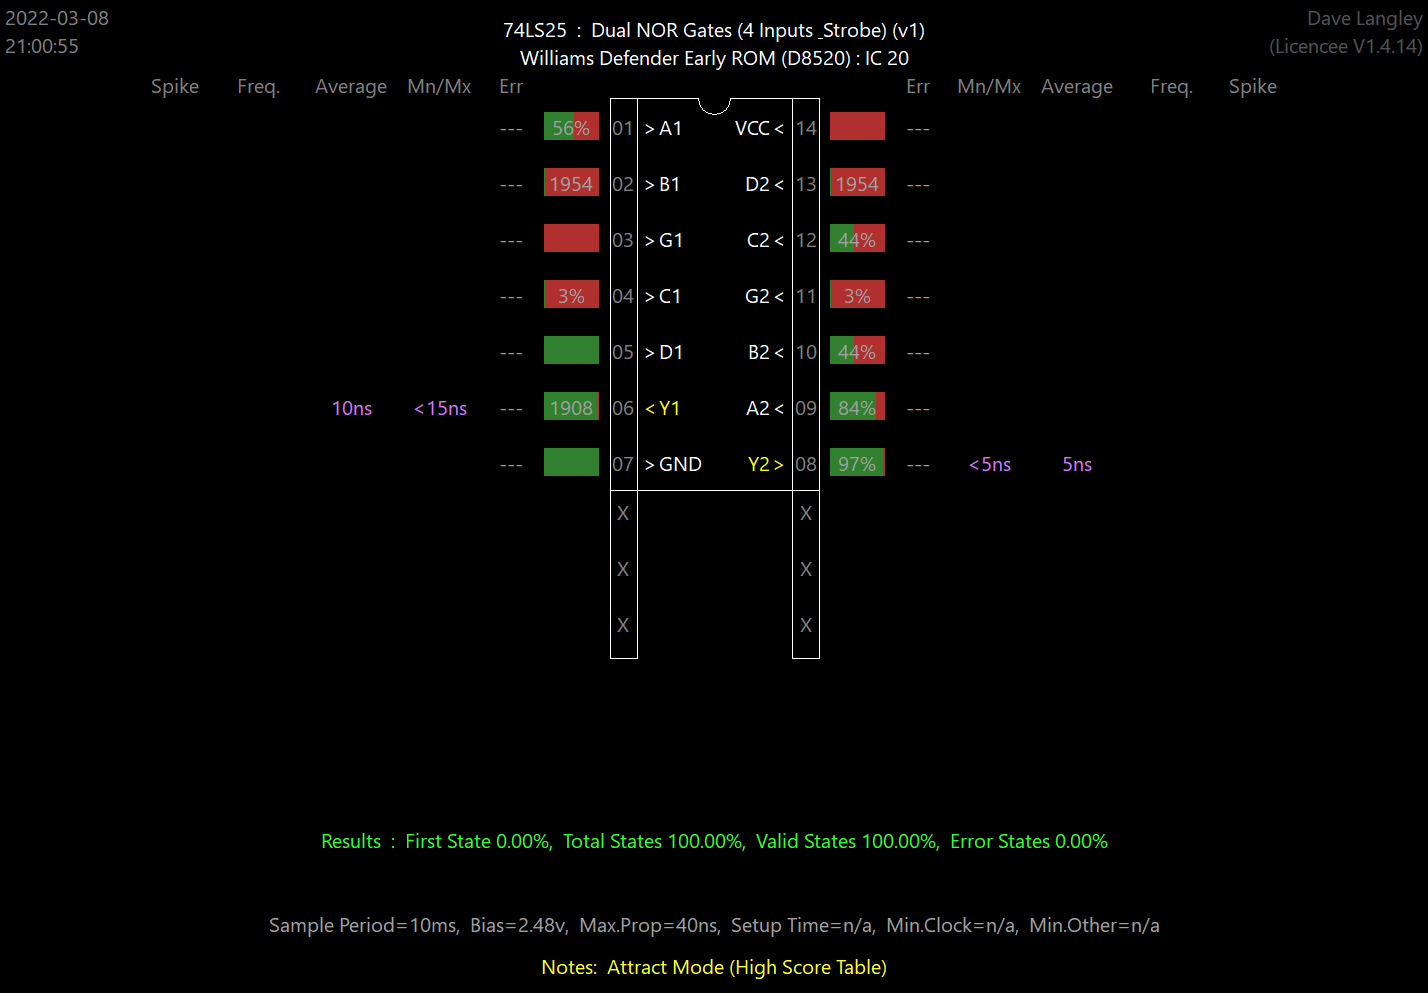 2022-03-08 74LS25 : Dual NOR Gates (4 Inputs _Strobe) (v1) Dave Langley
21:00:55 Williams Defender Early ROM (D8520) : IC 20 (Licencee V1.4.14)
Spike Freq. Average Mn/Mx Err Err Mn/Mx Average Freq. Spike
--- 56% 01 >A1 VCC< 14 ---
--- 1954 02 >B1 D2< 13 1954 ---
--- 03 >G1 C2< 12 44% ---
--- 3% 04 >C1 G2< 11 3% ---
--- 05 >D1 B2< 10 44% ---
10ns <15ns --- 1908 06 <Y1 A2< 09 84% ---
--- 07 >GND Y2> 08 97% --- <5ns 5ns
X X
X X
X X
Results : First State 0.00%, Total States 100.00%, Valid States 100.00%, Error States 0.00%
Sample Period=10ms, Bias=2.48v, Max.Prop=40ns, Setup Time=n/a, Min.Clock=n/a, Min.Other=n/a
Notes: Attract Mode (High Score Table)